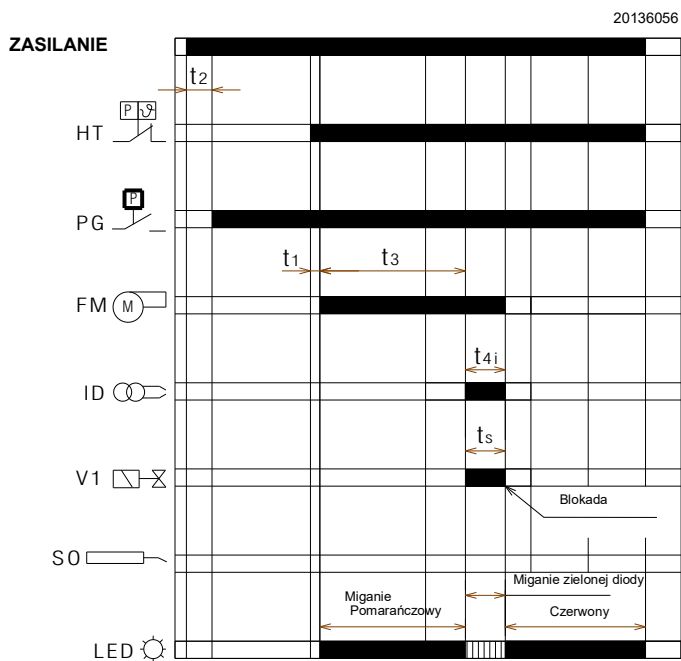 20136056
ZASILANIE
t2
P ϑ
HT
P
PG
t1 t3
FM M
t4i
ID
ts
V1
Blokada
SO
Miganie zielonej diody
Miganie
Pomarańczowy
Czerwony
LED